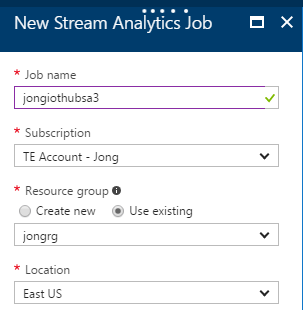 New Stream Analytics Job
* Job name
jongiothubsa3
* Subscription
TE Account - Jong
* Resource group
Create new Use existing
jongrg
* Location
East US